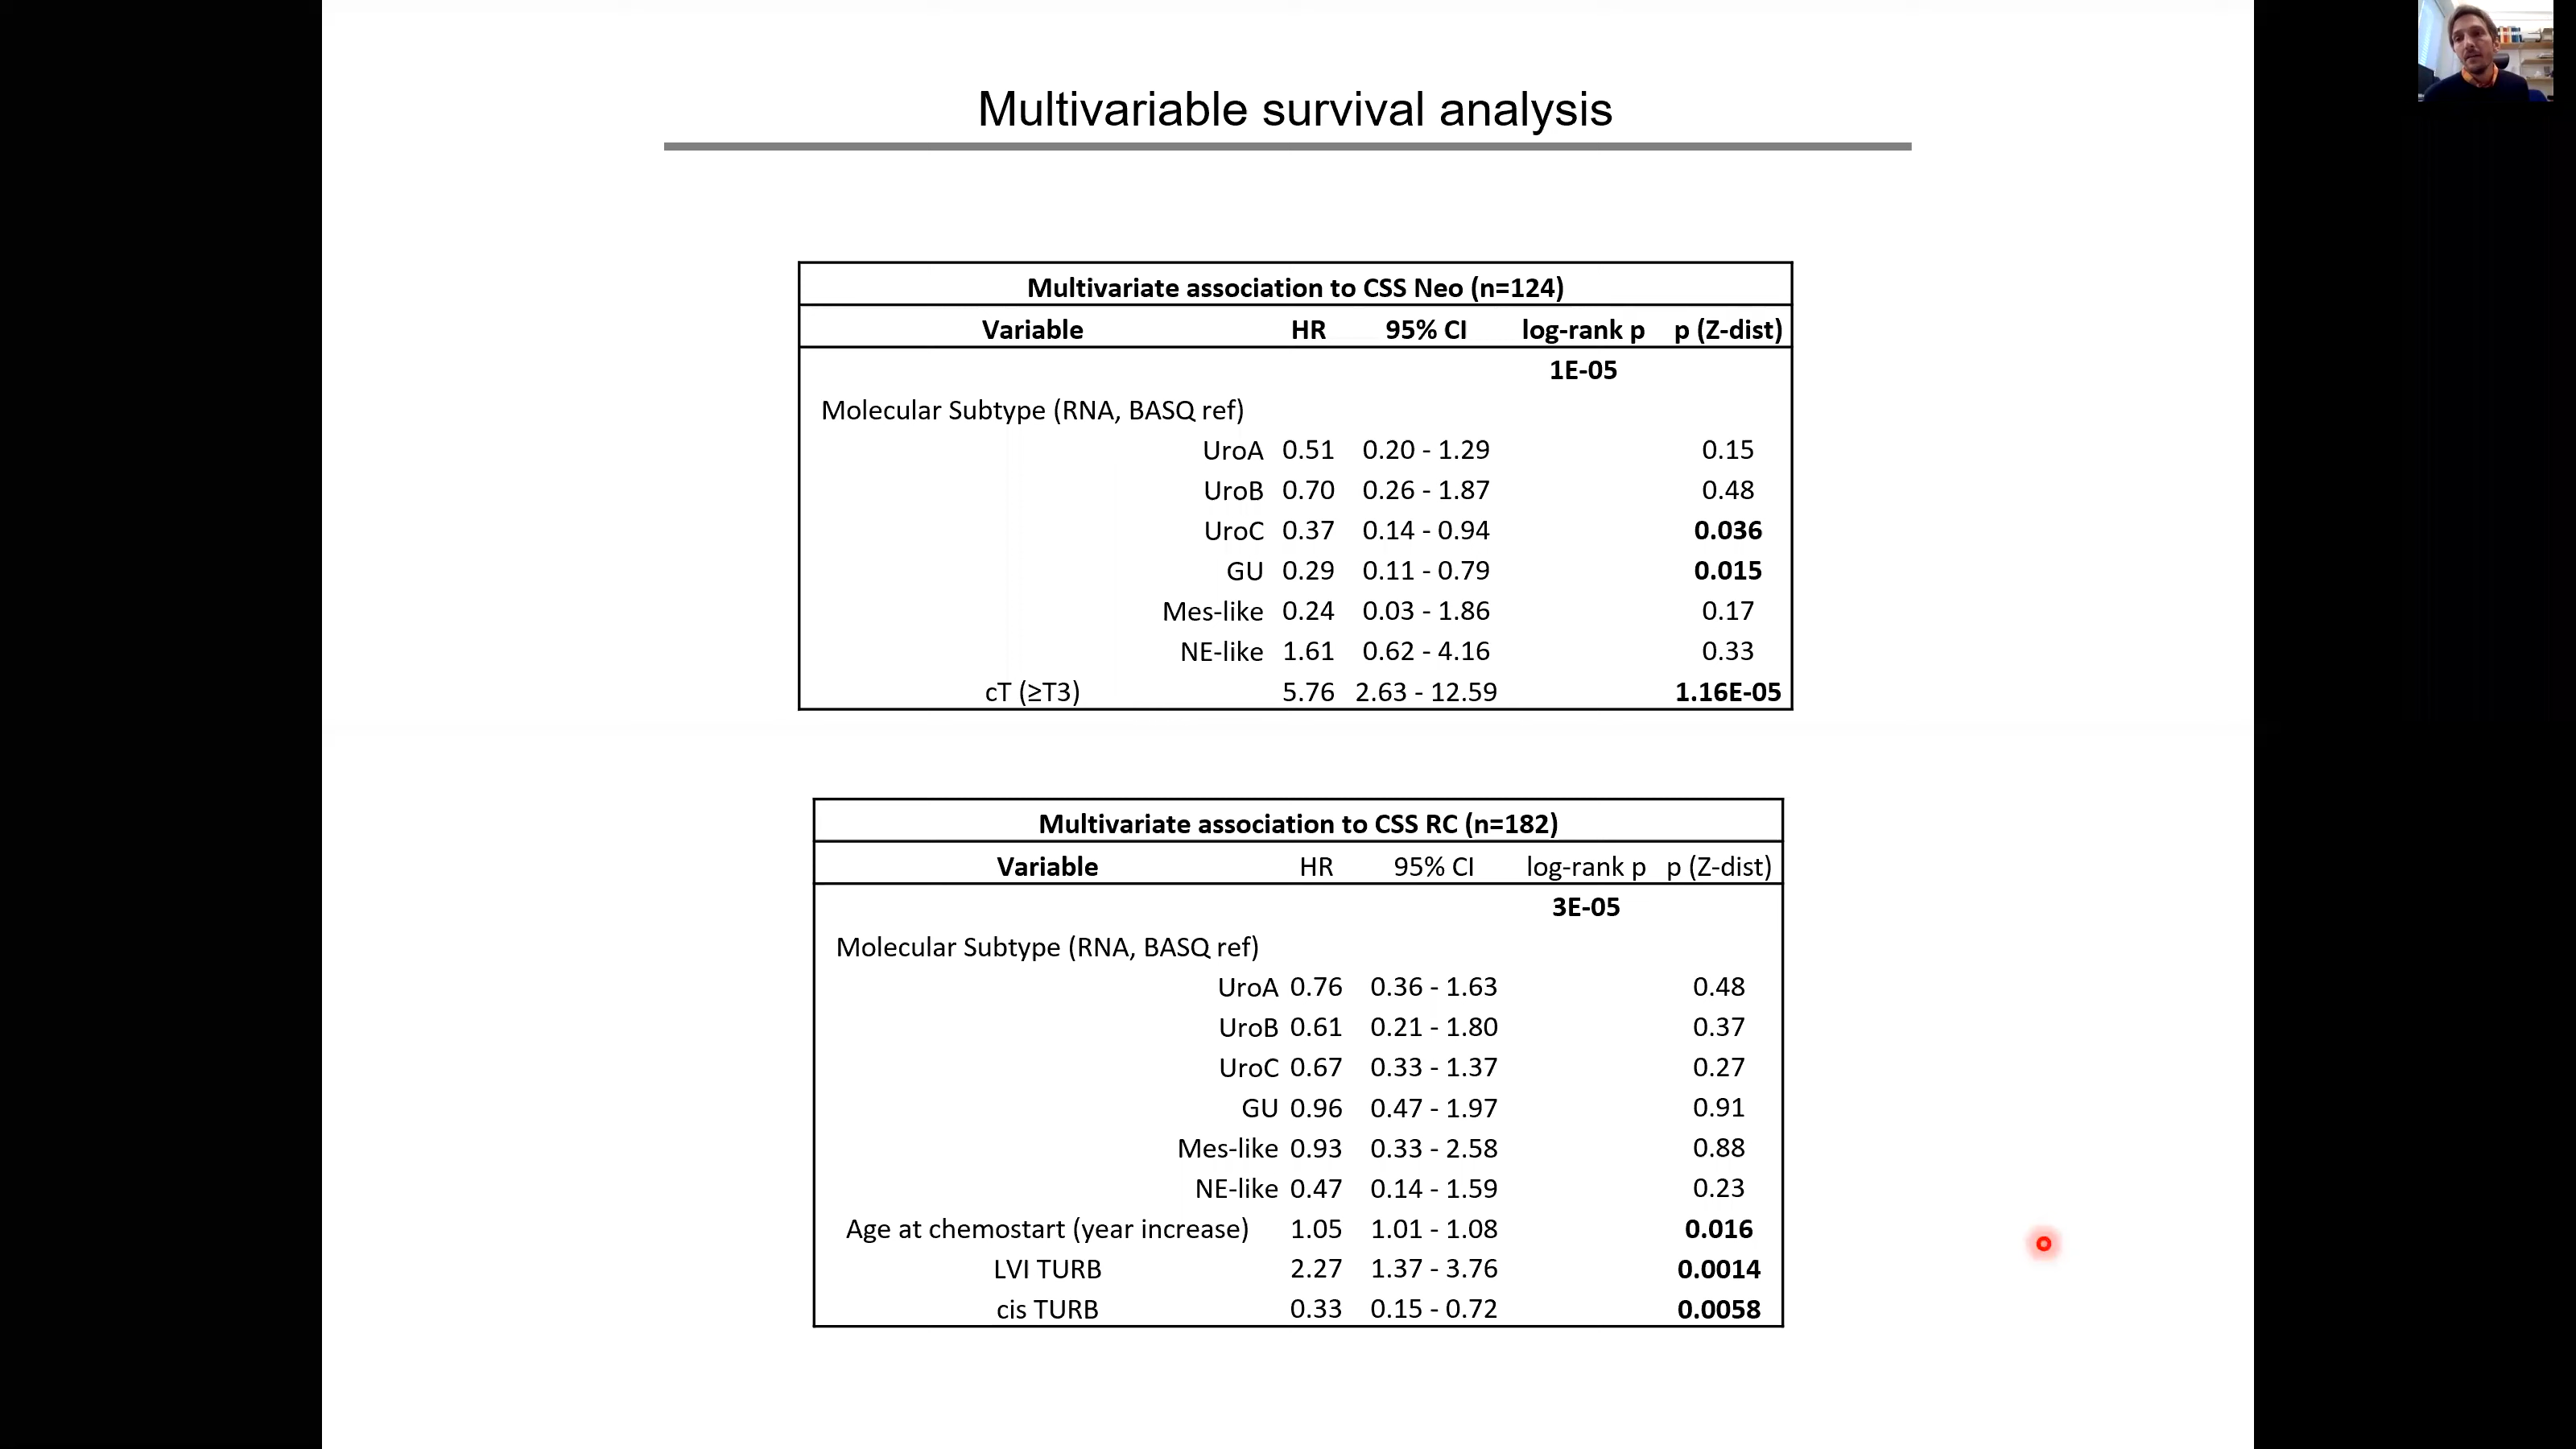 Multivariable survival analysis
Multivariate association to CSS Neo (n=124)
Variable HR 95% CI log-rank p p (Z-dist)
1E-05
Molecular Subtype (RNA, BASQ ref)
UroA 0.51 0.20 - 1.29 0.15
UroB 0.70 0.26 - 1.87 0.48
UroC 0.37 0.14 - 0.94 0.036
GU 0.29 0.11 - 0.79 0.015
Mes-like 0.24 0.03 - 1.86 0.17
NE-like 1.61 0.62 - 4.16 0.33
cT (≥T3) 5.76 2.63 - 12.59 1.16E-05
Multivariate association to CSS RC (n=182)
Variable HR 95% CI log-rank p p (Z-dist)
3E-05
Molecular Subtype (RNA, BASQ ref)
UroA 0.76 0.36 - 1.63 0.48
UroB 0.61 0.21 - 1.80 0.37
UroC 0.67 0.33 - 1.37 0.27
GU 0.96 0.47 - 1.97 0.91
Mes-like 0.93 0.33 - 2.58 0.88
NE-like 0.47 0.14 - 1.59 0.23
Age at chemostart (year increase) 1.05 1.01 - 1.08 0.016
LVI TURB 2.27 1.37 - 3.76 0.0014
cis TURB 0.33 0.15 - 0.72 0.0058